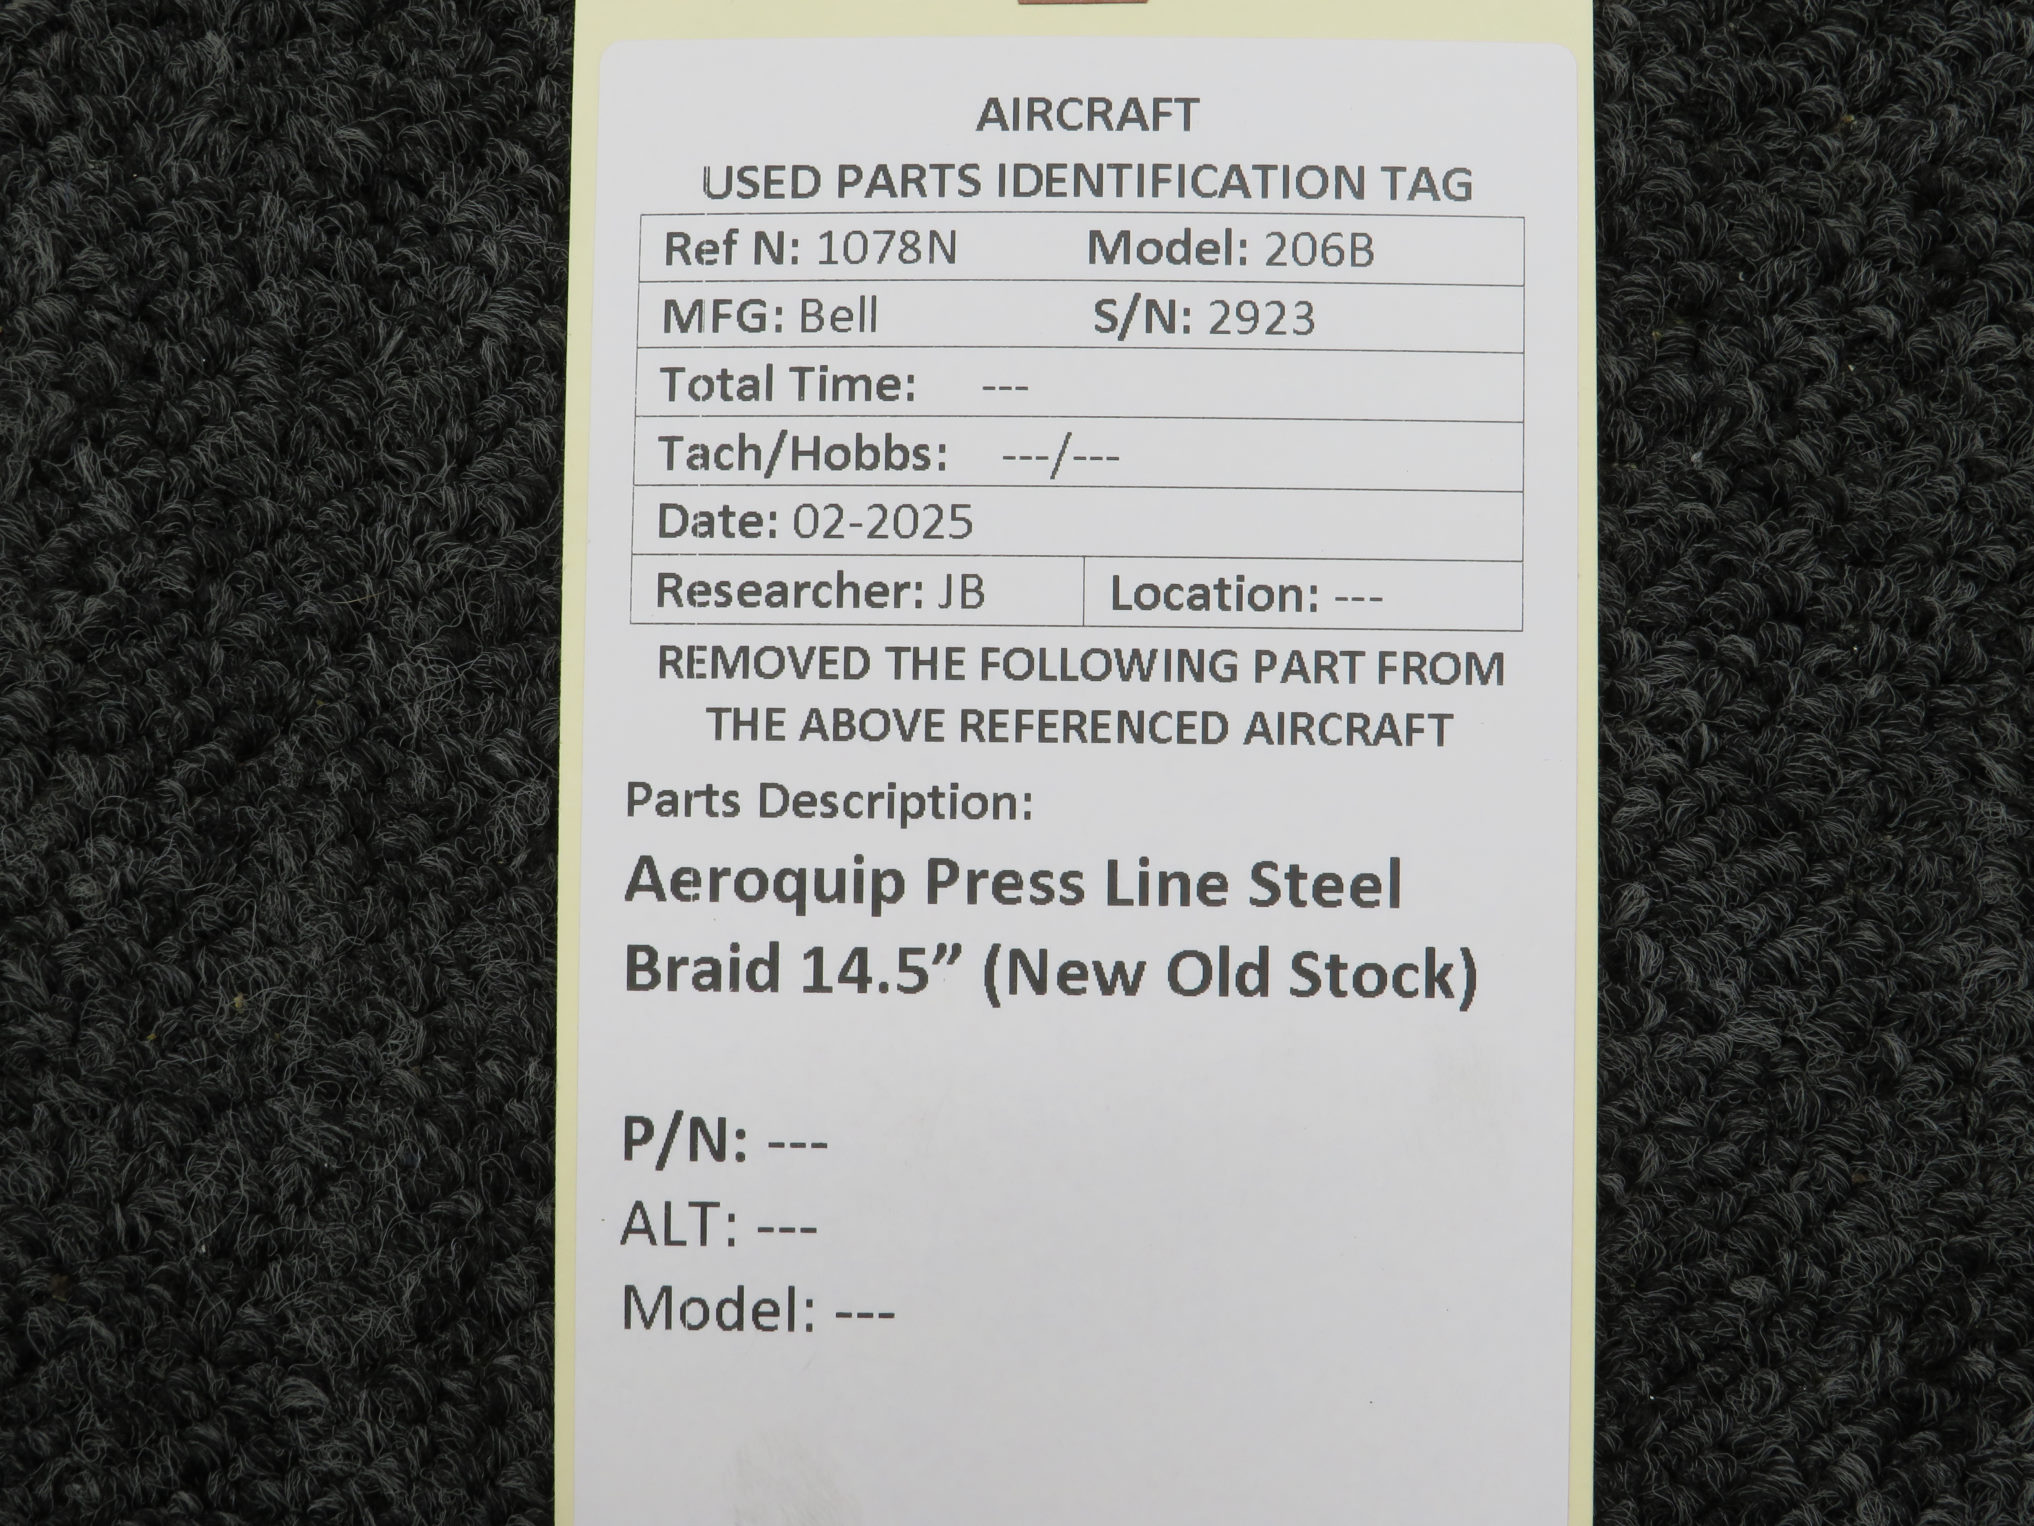 AIRCRAFT
USED PARTS IDENTIFICATION TAG
Ref N: 1078N Model: 206B
MFG: Bell S/N: 2923
Total Time: ---
Tach/Hobbs: ---/---
Date: 02-2025
Researcher: JB Location: ---
REMOVED THE FOLLOWING PART FROM
THE ABOVE REFERENCED AIRCRAFT
Parts Description:
Aeroquip Press Line Steel
Braid 14.5” (New Old Stock)
P/N: ---
ALT: ---
Model: ---